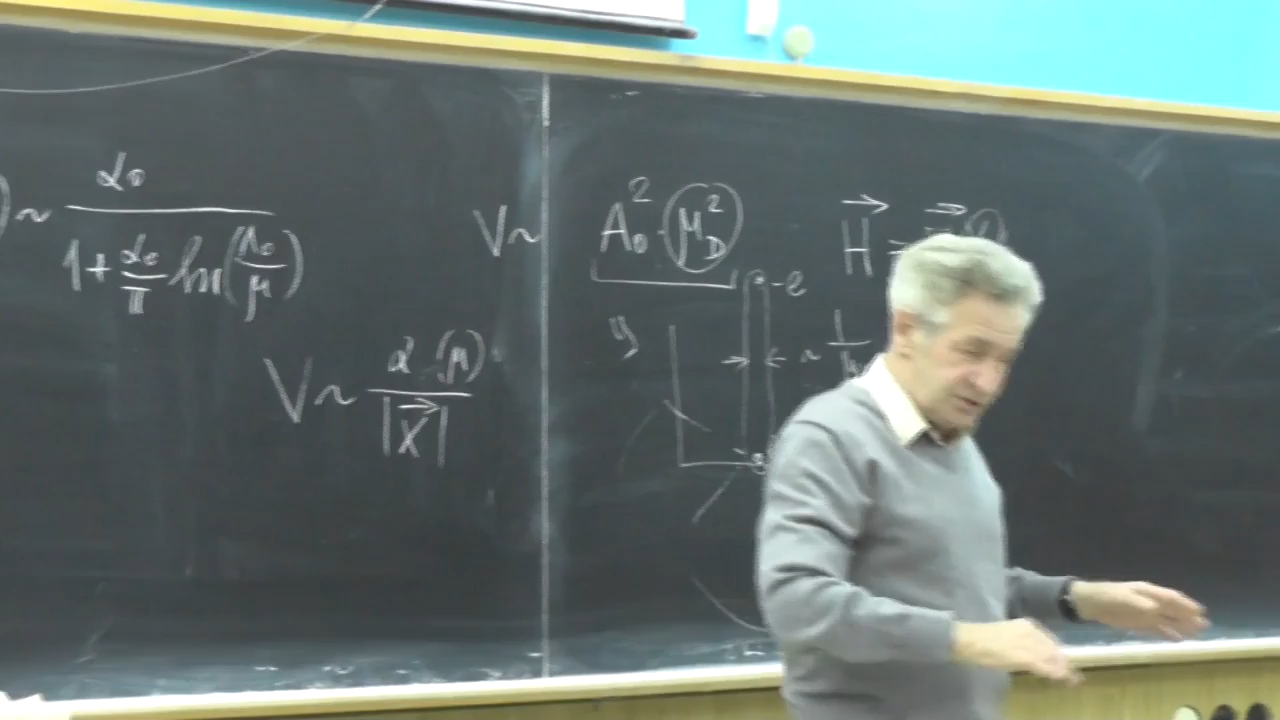 ) ~ α₀ / (1 + α₀/π ln(Λ₀/μ))
V ~ α(μ) / |x⃗|
V ~ A₀² · μ_D²
H⃗ =
-e
y
~ 1/